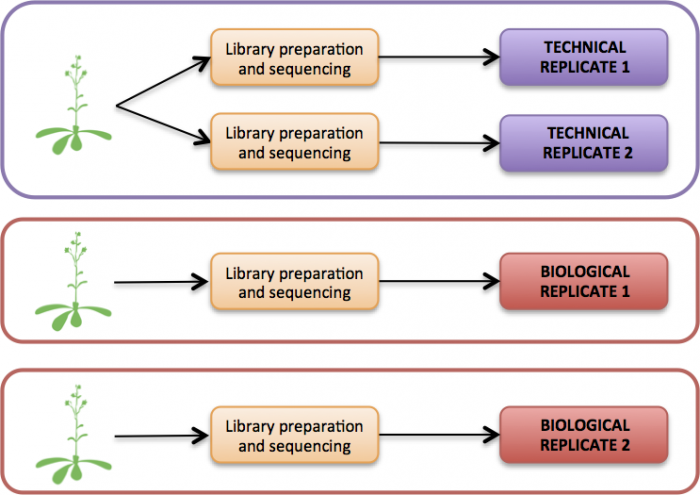 Library preparation
and sequencing
TECHNICAL
REPLICATE 1
Library preparation
and sequencing
TECHNICAL
REPLICATE 2
Library preparation
and sequencing
BIOLOGICAL
REPLICATE 1
Library preparation
and sequencing
BIOLOGICAL
REPLICATE 2